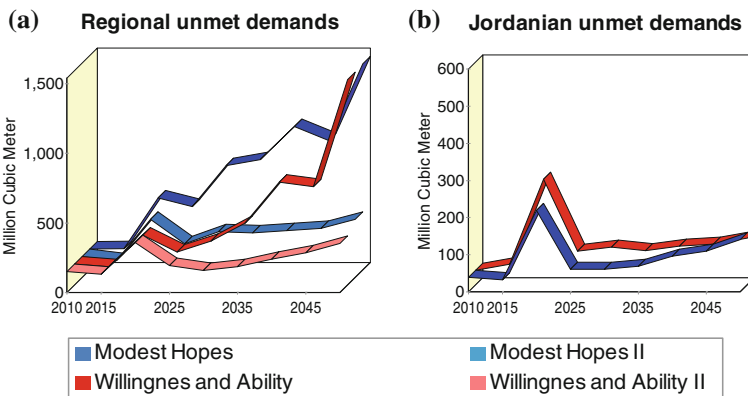 (a) Regional unmet demands
Million Cubic Meter
1,500
1,000
500
0
2010 2015 2025 2035 2045
(b) Jordanian unmet demands
Million Cubic Meter
600
500
400
300
200
100
0
2010 2015 2025 2035 2045
Modest Hopes
Modest Hopes II
Willingnes and Ability
Willingnes and Ability II